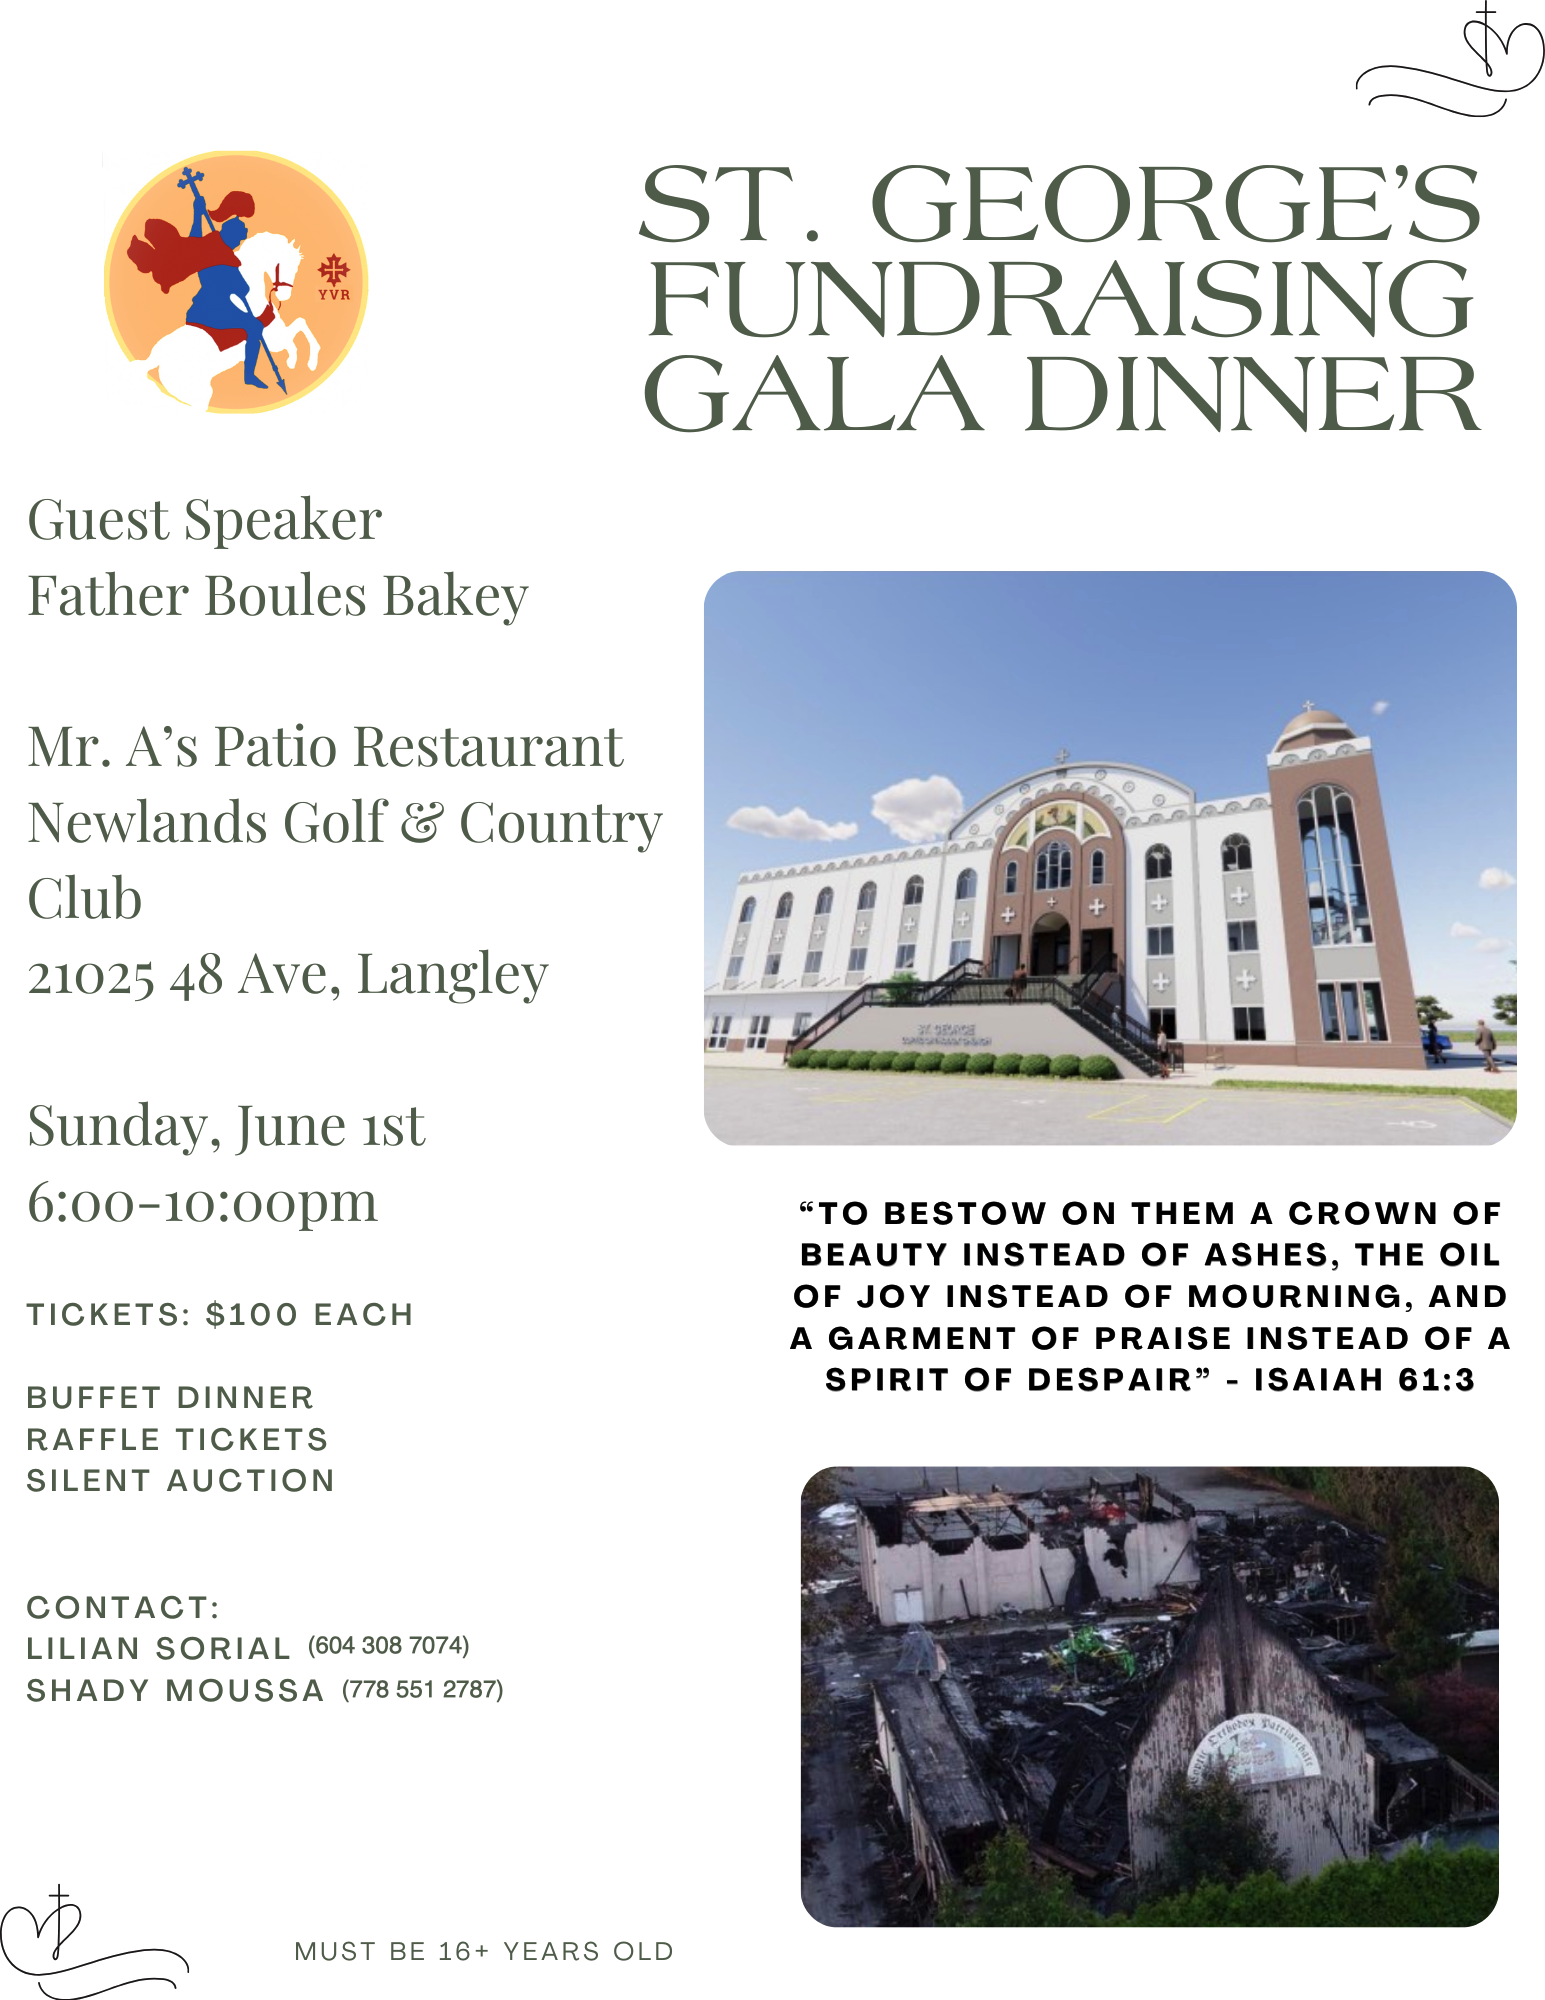 YVR
ST. GEORGE’S
FUNDRAISING
GALA DINNER
Guest Speaker
Father Boules Bakey
Mr. A’s Patio Restaurant
Newlands Golf & Country
Club
21025 48 Ave, Langley
Sunday, June 1st
6:00-10:00pm
TICKETS: $100 EACH
BUFFET DINNER
RAFFLE TICKETS
SILENT AUCTION
CONTACT:
LILIAN SORIAL (604 308 7074)
SHADY MOUSSA (778 551 2787)
MUST BE 16+ YEARS OLD
ST. GEORGE
COPTIC ORTHODOX CHURCH
“TO BESTOW ON THEM A CROWN OF
BEAUTY INSTEAD OF ASHES, THE OIL
OF JOY INSTEAD OF MOURNING, AND
A GARMENT OF PRAISE INSTEAD OF A
SPIRIT OF DESPAIR” - ISAIAH 61:3
Coptic Orthodox Patriarchate